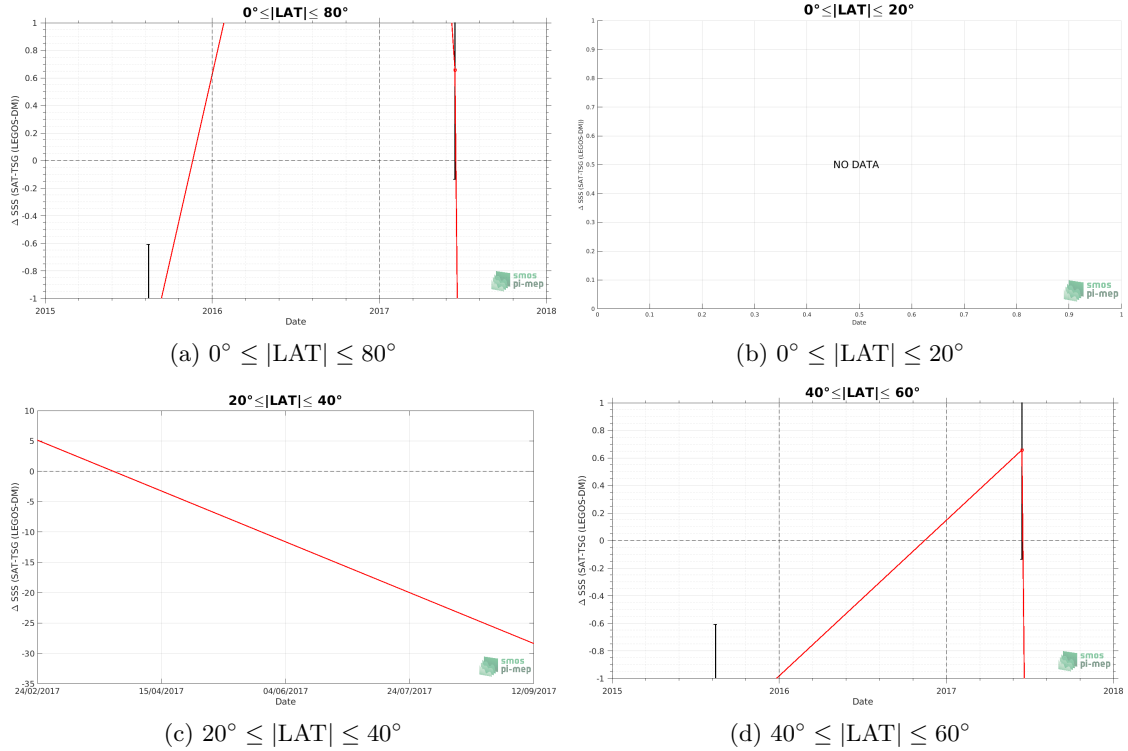 0°≤|LAT|≤ 80°
1
0.8
0.6
0.4
0.2
0
-0.2
-0.4
-0.6
-0.8
-1
Δ SSS (SAT-TSG (LEGOS-DM))
2015
2016
2017
2018
Date
smos
pi-mep
(a) 0° ≤ |LAT| ≤ 80°
0°≤|LAT|≤ 20°
1
0.9
0.8
0.7
0.6
0.5
0.4
0.3
0.2
0.1
0
Δ SSS (SAT-TSG (LEGOS-DM))
NO DATA
0
0.1
0.2
0.3
0.4
0.5
0.6
0.7
0.8
0.9
1
Date
smos
pi-mep
(b) 0° ≤ |LAT| ≤ 20°
20°≤|LAT|≤ 40°
10
5
0
-5
-10
-15
-20
-25
-30
-35
Δ SSS (SAT-TSG (LEGOS-DM))
24/02/2017
15/04/2017
04/06/2017
24/07/2017
12/09/2017
Date
smos
pi-mep
(c) 20° ≤ |LAT| ≤ 40°
40°≤|LAT|≤ 60°
1
0.8
0.6
0.4
0.2
0
-0.2
-0.4
-0.6
-0.8
-1
Δ SSS (SAT-TSG (LEGOS-DM))
2015
2016
2017
2018
Date
smos
pi-mep
(d) 40° ≤ |LAT| ≤ 60°